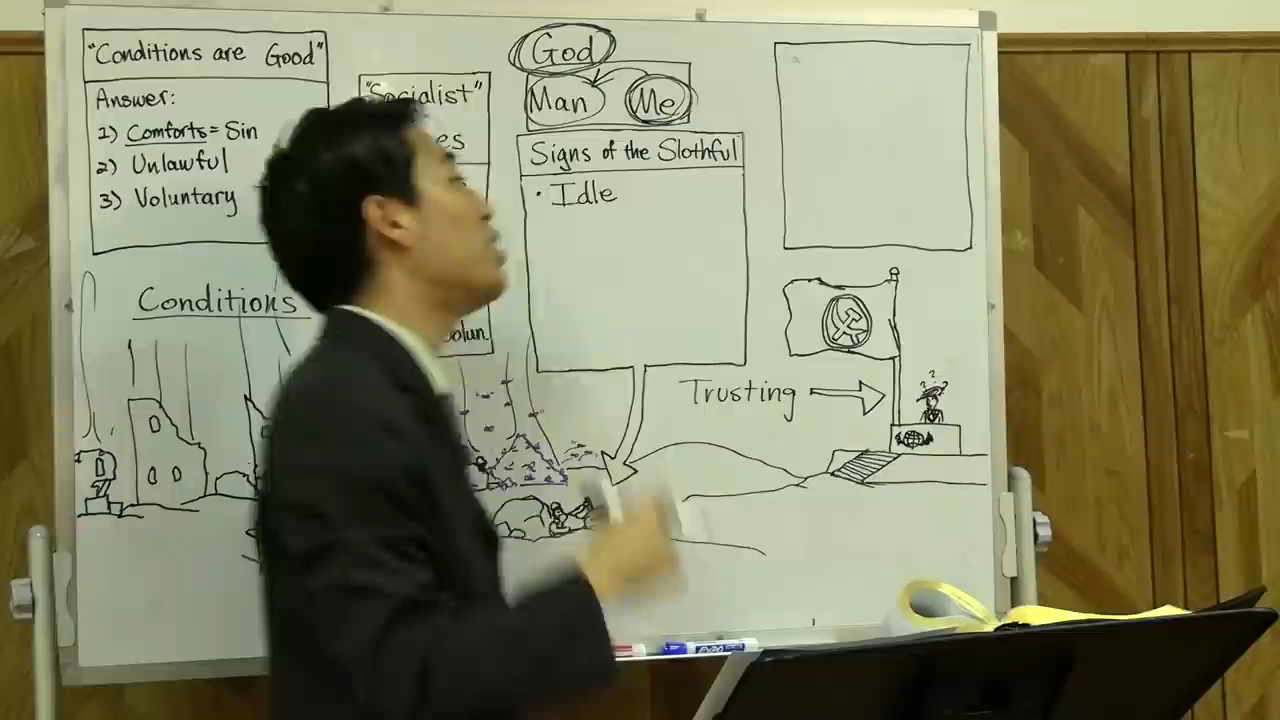 "Conditions are Good"
Answer:
1) Comforts = Sin
2) Unlawful
3) Voluntary
Conditions
"Socialist"
God
Man
Me
Signs of the Slothful
· Idle
Trusting
? ? ?